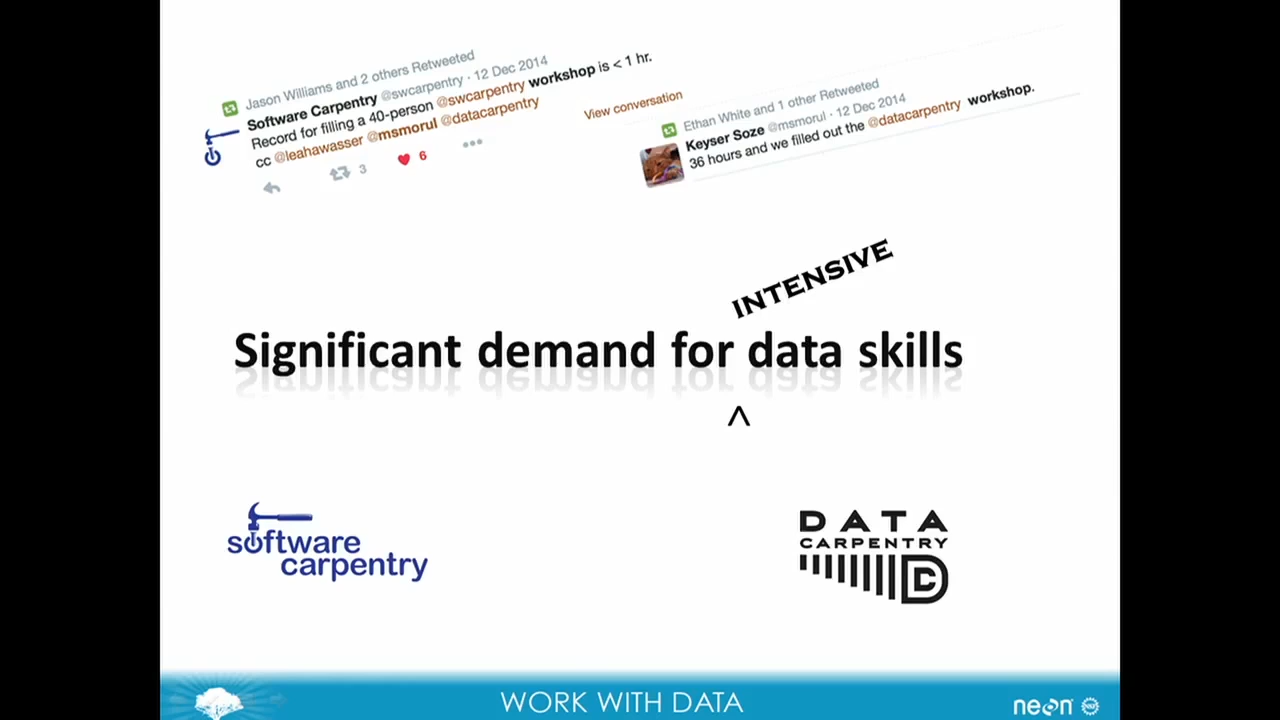 Jason Williams and 2 others Retweeted
Software Carpentry @swcarpentry · 12 Dec 2014
Record for filling a 40-person @swcarpentry workshop is < 1 hr.
cc @leahawasser @msmorul @datacarpentry
3 6
View conversation
Ethan White and 1 other Retweeted
Keyser Soze @msmorul · 12 Dec 2014
36 hours and we filled out the @datacarpentry workshop.
INTENSIVE
Significant demand for data skills
^
software
carpentry
DATA
CARPENTRY
DC
WORK WITH DATA
neon